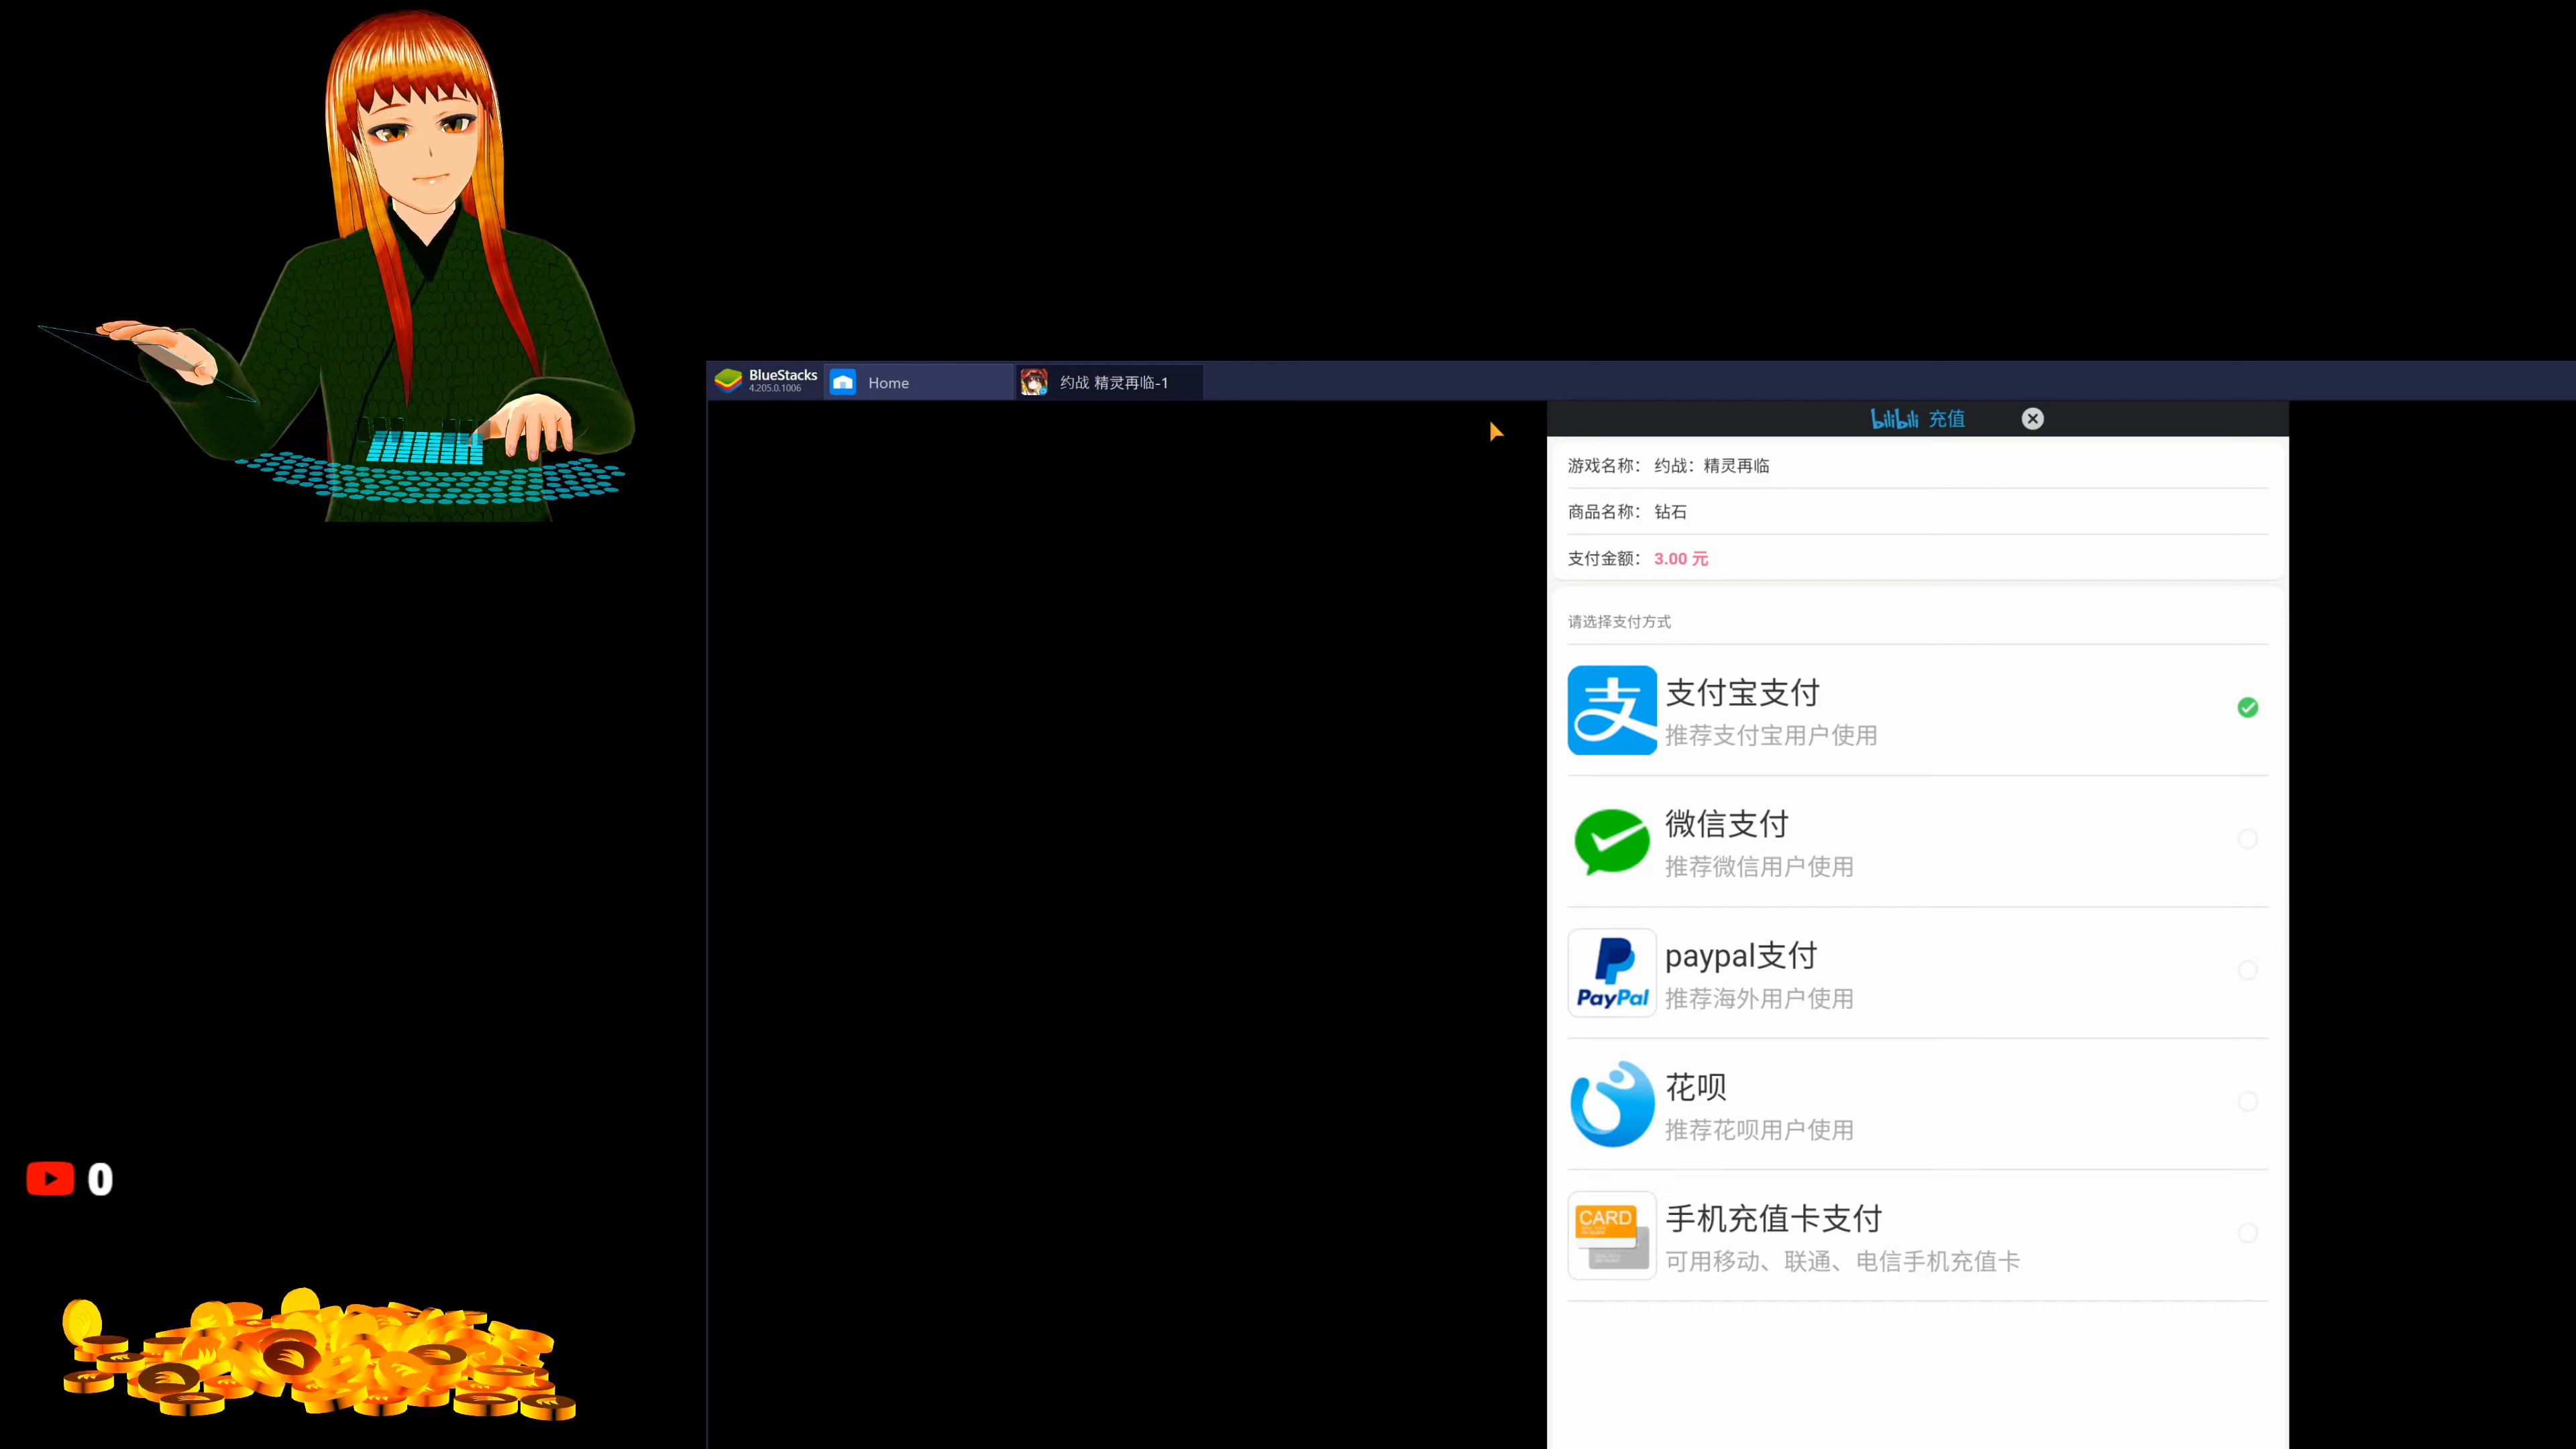 BlueStacks
4.205.0.1006
Home
约战 精灵再临-1
bilibili 充值
游戏名称： 约战：精灵再临
商品名称： 钻石
支付金额： 3.00 元
请选择支付方式
支付宝支付
推荐支付宝用户使用
微信支付
推荐微信用户使用
PayPal
paypal支付
推荐海外用户使用
花呗
推荐花呗用户使用
CARD
手机充值卡支付
可用移动、联通、电信手机充值卡
0